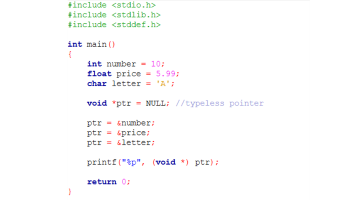 #include <stdio.h>
#include <stdlib.h>
#include <stddef.h>
int main()
{
int number = 10;
float price = 5.99;
char letter = 'A';
void *ptr = NULL; //typeless pointer
ptr = &number;
ptr = &price;
ptr = &letter;
printf("%p", (void *) ptr);
return 0;
}